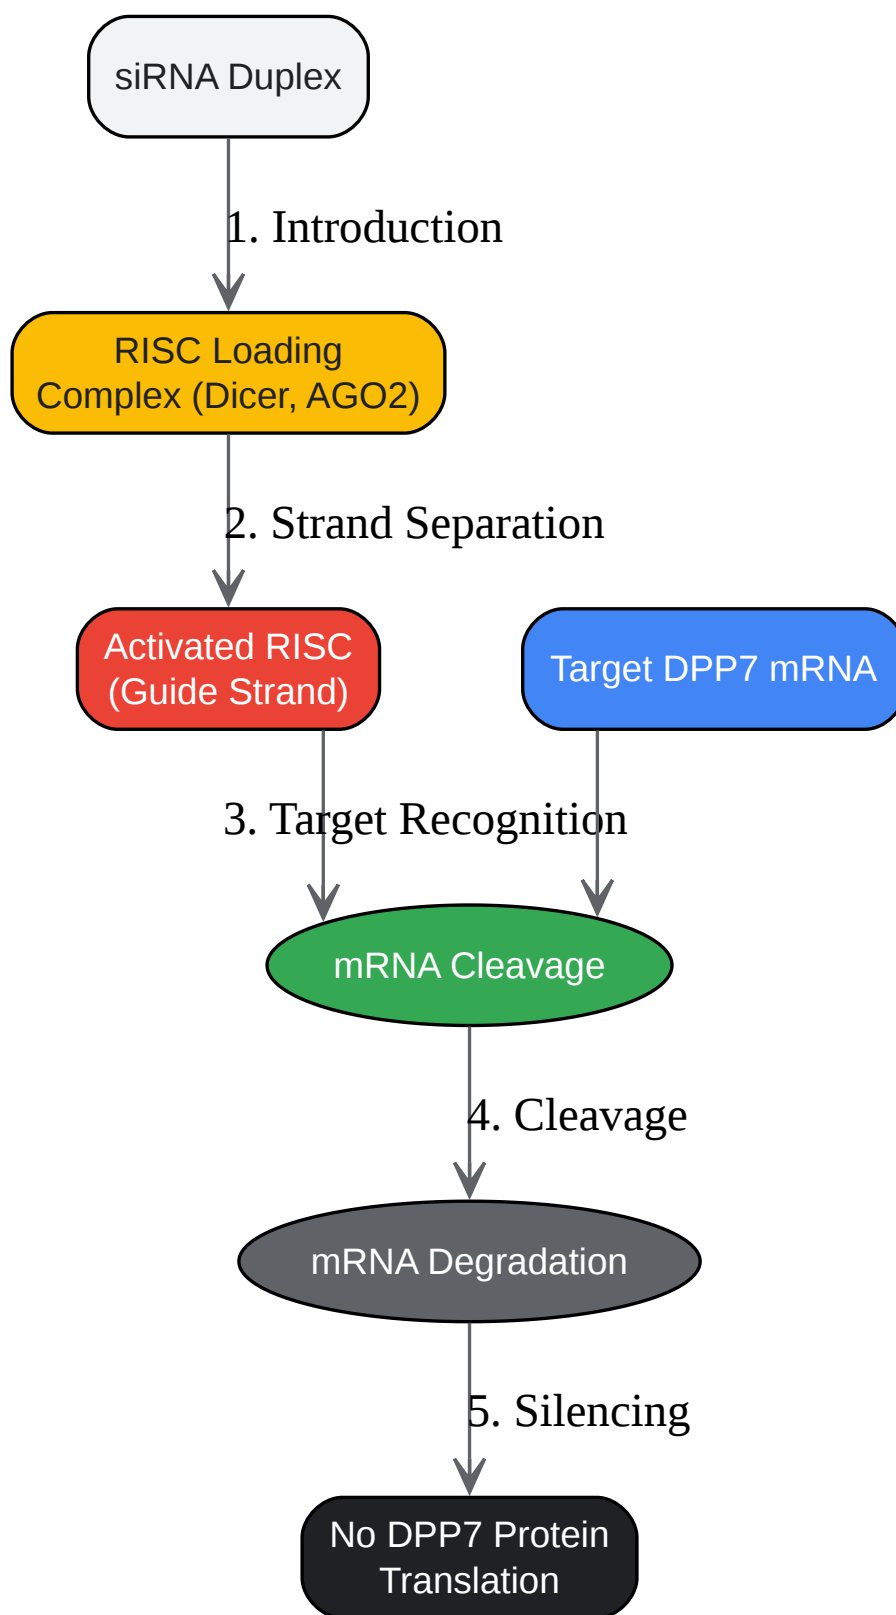 siRNA Duplex
1. Introduction
RISC Loading
Complex (Dicer, AGO2)
2. Strand Separation
Activated RISC
(Guide Strand)
Target DPP7 mRNA
3. Target Recognition
mRNA Cleavage
4. Cleavage
mRNA Degradation
5. Silencing
No DPP7 Protein
Translation